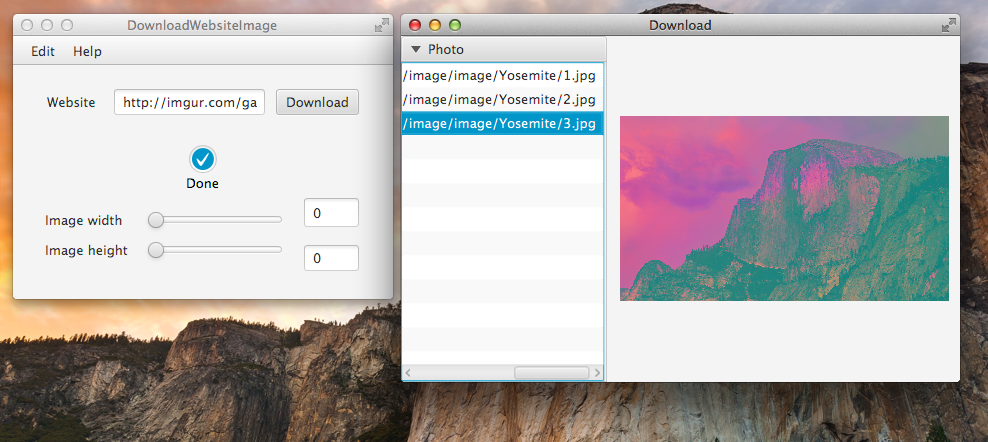 DownloadWebsiteImage
Edit Help
Website http://imgur.com/ga Download
Done
Image width 0
Image height 0
Download
Photo
/image/image/Yosemite/1.jpg
/image/image/Yosemite/2.jpg
/image/image/Yosemite/3.jpg